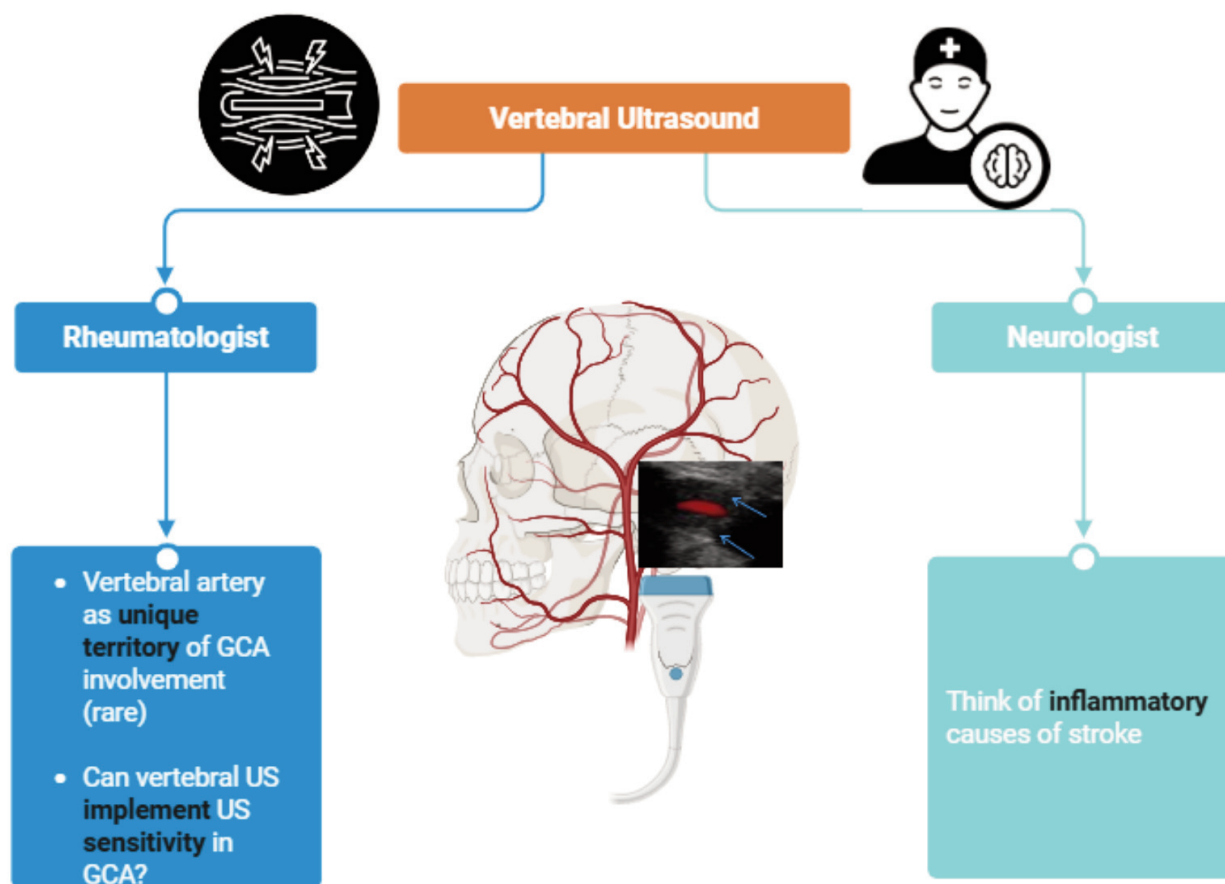 Vertebral Ultrasound
Rheumatologist
Neurologist
• Vertebral artery
as unique
territory of GCA
involvement
(rare)
• Can vertebral US
implement US
sensitivity in
GCA?
Think of inflammatory
causes of stroke